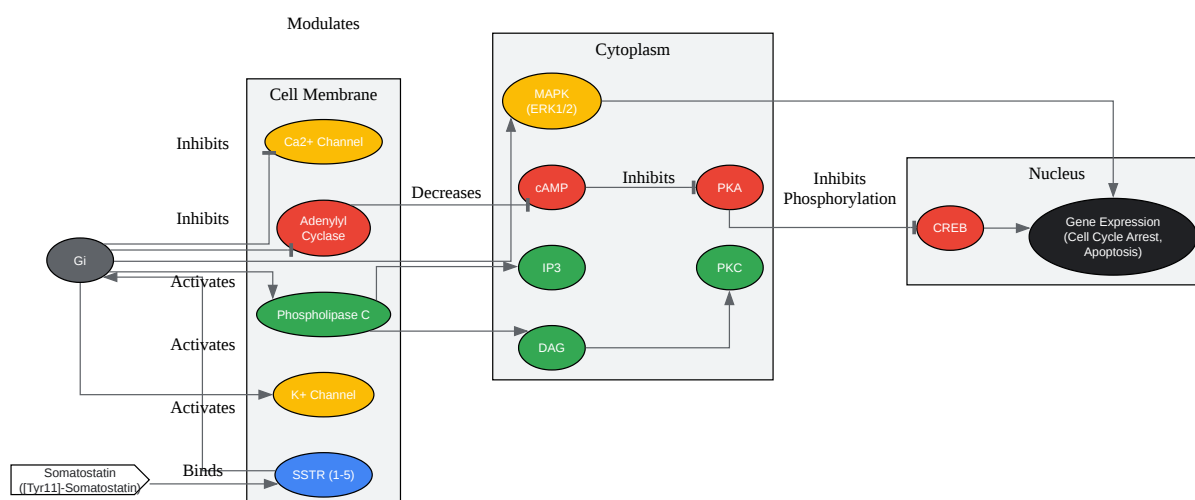 Modulates
Cell Membrane
Cytoplasm
Nucleus
Inhibits
Ca2+ Channel
MAPK
(ERK1/2)
Inhibits
Adenylyl
Cyclase
Decreases
cAMP
Inhibits
PKA
Inhibits
Phosphorylation
CREB
Gene Expression
(Cell Cycle Arrest,
Apoptosis)
Gi
Activates
Phospholipase C
IP3
PKC
DAG
Activates
K+ Channel
Activates
Somatostatin
([Tyr11]-Somatostatin)
Binds
SSTR (1-5)